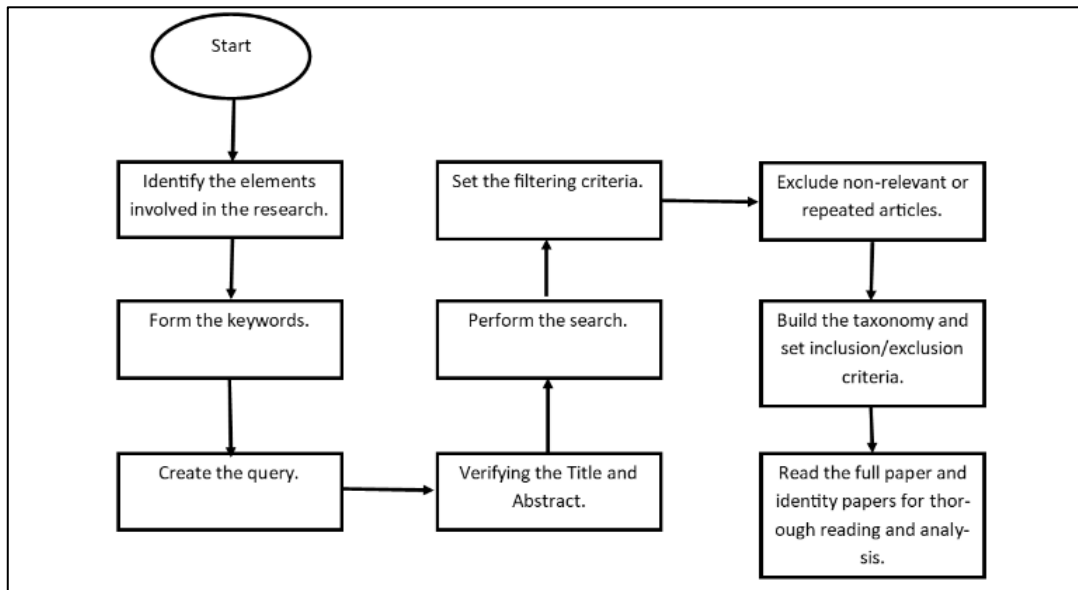 Start
Identify the elements
involved in the research.
Form the keywords.
Create the query.
Verifying the Title and
Abstract.
Perform the search.
Set the filtering criteria.
Exclude non-relevant or
repeated articles.
Build the taxonomy and
set inclusion/exclusion
criteria.
Read the full paper and
identity papers for thor-
ough reading and analy-
sis.